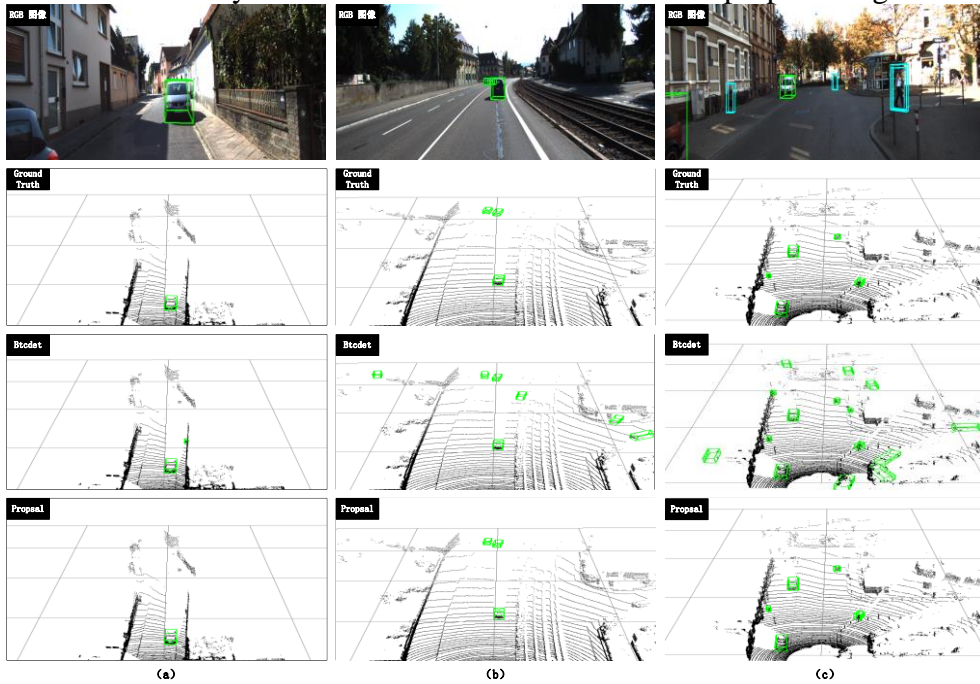 RGB 图像
RGB 图像
RGB 图像
Ground
Truth
Ground
Truth
Ground
Truth
Btcdet
Btcdet
Btcdet
Propsal
Propsal
Propsal
(a)
(b)
(c)